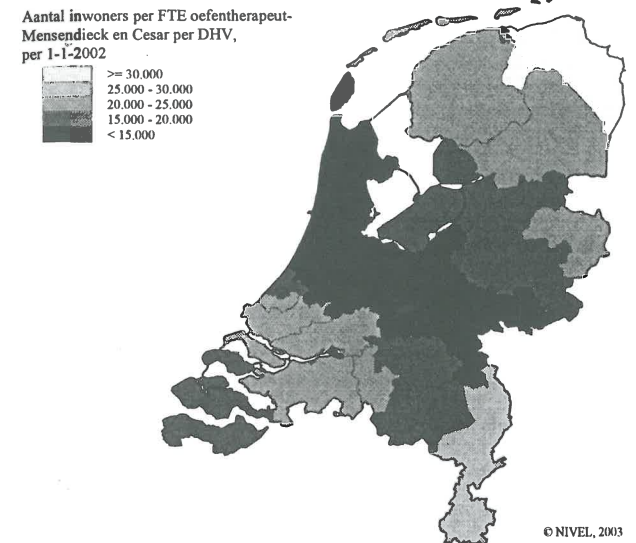 Aantal inwoners per FTE oefentherapeut-
Mensendieck en Cesar per DHV,
per 1-1-2002
>= 30.000
25.000 - 30.000
20.000 - 25.000
15.000 - 20.000
< 15.000
© NIVEL, 2003